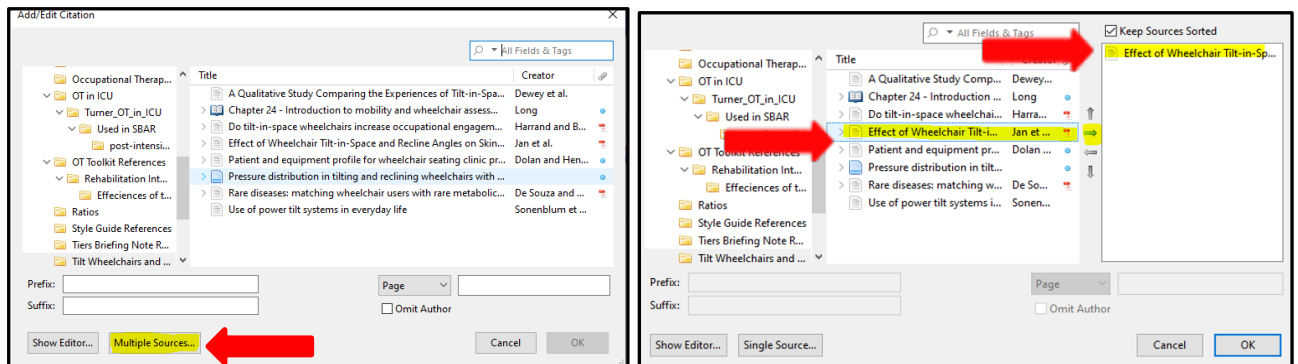 Add/Edit Citation
All Fields & Tags
Occupational Therap...
OT in ICU
Turner_OT_in_ICU
Used in SBAR
post-intensi...
OT Toolkit References
Rehabilitation Int...
Effeciences of t...
Ratios
Style Guide References
Tiers Briefing Note R...
Tilt Wheelchairs and ...
Title Creator
A Qualitative Study Comparing the Experiences of Tilt-in-Spa... Dewey et al.
Chapter 24 - Introduction to mobility and wheelchair assess... Long
Do tilt-in-space wheelchairs increase occupational engagem... Harrand and B...
Effect of Wheelchair Tilt-in-Space and Recline Angles on Skin... Jan et al.
Patient and equipment profile for wheelchair seating clinic pr... Dolan and Hen...
Pressure distribution in tilting and reclining wheelchairs with ...
Rare diseases: matching wheelchair users with rare metabolic... De Souza and ...
Use of power tilt systems in everyday life Sonenblum et ...
Prefix:
Page
Suffix:
Omit Author
Show Editor... Multiple Sources...
Cancel OK
All Fields & Tags
Keep Sources Sorted
Effect of Wheelchair Tilt-in-Sp...
Occupational Therap...
OT in ICU
Turner_OT_in_ICU
Used in SBAR
OT Toolkit References
Rehabilitation Int...
Effeciences of t...
Ratios
Style Guide References
Tiers Briefing Note R...
Tilt Wheelchairs and ...
Title
A Qualitative Study Comp... Dewey...
Chapter 24 - Introduction ... Long
Do tilt-in-space wheelchai... Harra...
Effect of Wheelchair Tilt-i... Jan et ...
Patient and equipment pr... Dolan ...
Pressure distribution in tilt...
Rare diseases: matching w... De So...
Use of power tilt systems i... Sonen...
Prefix:
Page
Suffix:
Omit Author
Show Editor... Single Source...
Cancel OK